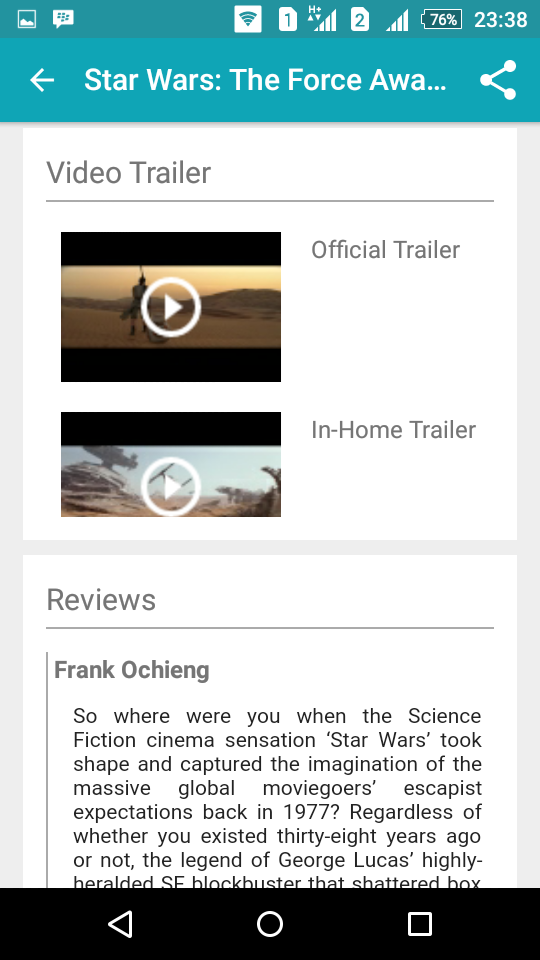 1 H+ 2 76% 23:38
Star Wars: The Force Awa...
Video Trailer
Official Trailer
In-Home Trailer
Reviews
Frank Ochieng
So where were you when the Science
Fiction cinema sensation ‘Star Wars’ took
shape and captured the imagination of the
massive global moviegoers’ escapist
expectations back in 1977? Regardless of
whether you existed thirty-eight years ago
or not, the legend of George Lucas’ highly-
heralded SF blockbuster that shattered box